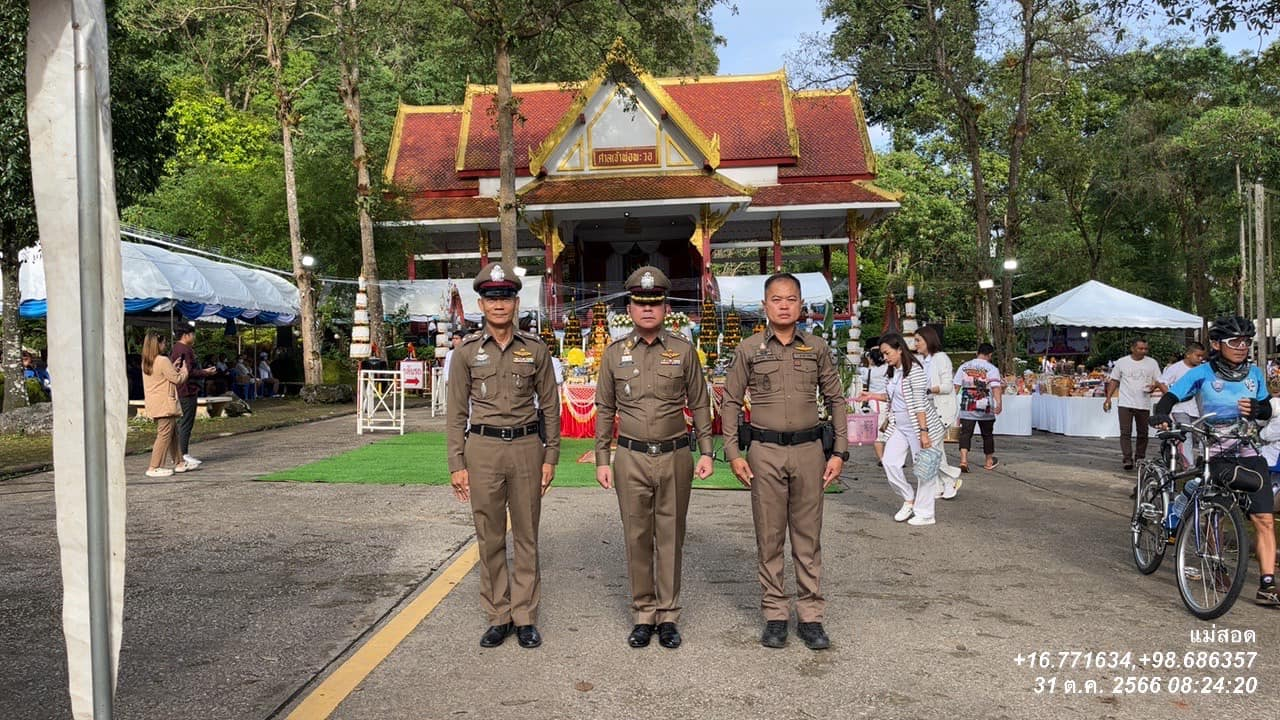 ศาลเจ้าพ่อพะวอ
แม่สอด
+16.771634,+98.686357
31 ต.ค. 2566 08:24:20